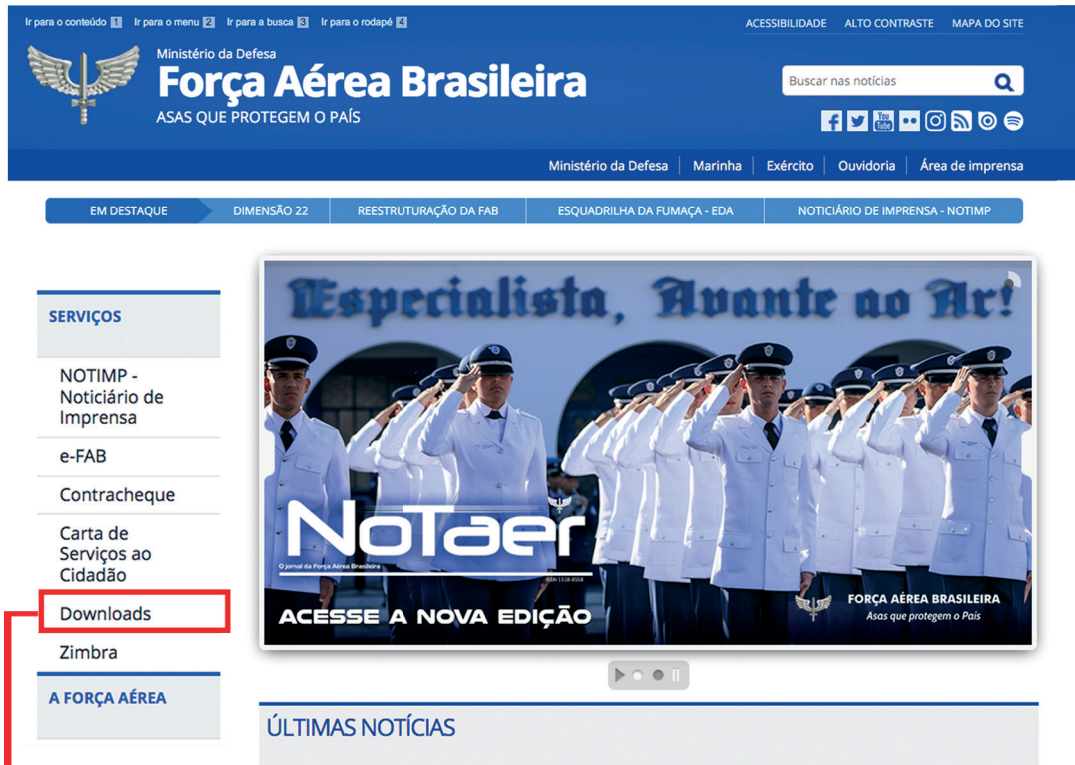 Ir para o conteúdo 1 Ir para o menu 2 Ir para a busca 3 Ir para o rodapé 4
ACESSIBILIDADE ALTO CONTRASTE MAPA DO SITE
Ministério da Defesa
Força Aérea Brasileira
ASAS QUE PROTEGEM O PAÍS
Buscar nas notícias
You Tube
Ministério da Defesa Marinha Exército Ouvidoria Área de imprensa
EM DESTAQUE DIMENSÃO 22 REESTRUTURAÇÃO DA FAB ESQUADRILHA DA FUMAÇA - EDA NOTICIÁRIO DE IMPRENSA - NOTIMP
SERVIÇOS
NOTIMP -
Noticiário de
Imprensa
e-FAB
Contracheque
Carta de
Serviços ao
Cidadão
Downloads
Zimbra
A FORÇA AÉREA
Especialista, Avante ao Ar!
NOTAER
O jornal da Força Aérea Brasileira
ISSN 1518-8558
ACESSE A NOVA EDIÇÃO
FORÇA AÉREA BRASILEIRA
Asas que protegem o País
ÚLTIMAS NOTÍCIAS